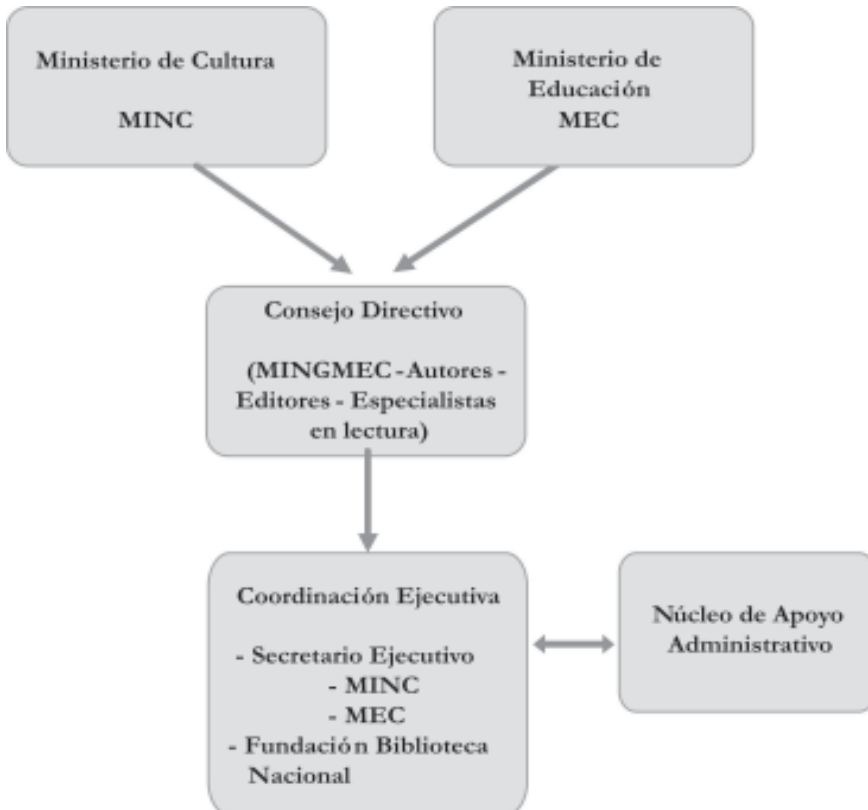 Ministerio de Cultura
MINC
Ministerio de
Educación
MEC
Consejo Directivo
(MINGMEC - Autores -
Editores - Especialistas
en lectura)
Coordinación Ejecutiva
- Secretario Ejecutivo
- MINC
- MEC
- Fundación Biblioteca
Nacional
Núcleo de Apoyo
Administrativo